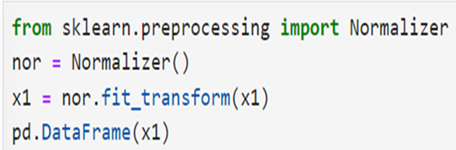 from sklearn.preprocessing import Normalizer
nor = Normalizer()
x1 = nor.fit_transform(x1)
pd.DataFrame(x1)